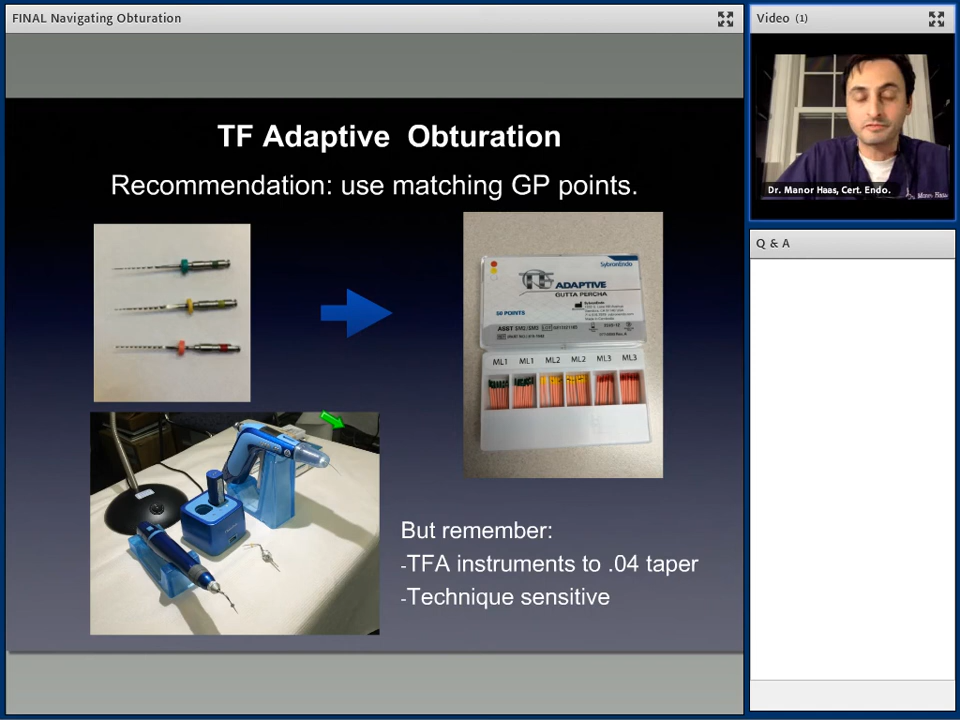 FINAL Navigating Obturation
TF Adaptive Obturation
Recommendation: use matching GP points.
SybronEndo
TF ADAPTIVE
GUTTA PERCHA
50 POINTS
ML1 ML1 ML2 ML2 ML3 ML3
But remember:
-TFA instruments to .04 taper
-Technique sensitive
Video (1)
Dr. Manor Haas, Cert. Endo.
Q & A